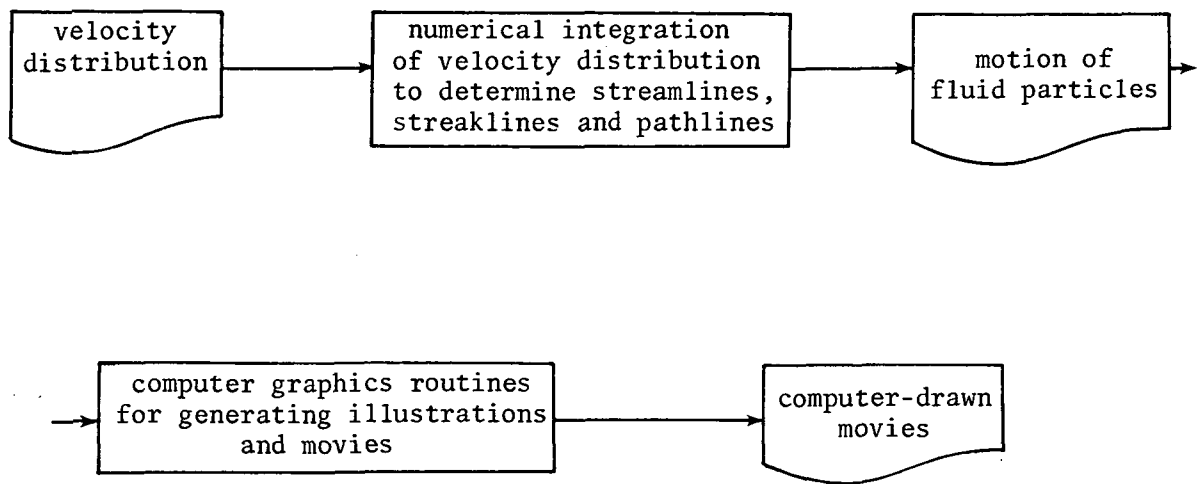 velocity
distribution
numerical integration
of velocity distribution
to determine streamlines,
streaklines and pathlines
motion of
fluid particles
computer graphics routines
for generating illustrations
and movies
computer-drawn
movies